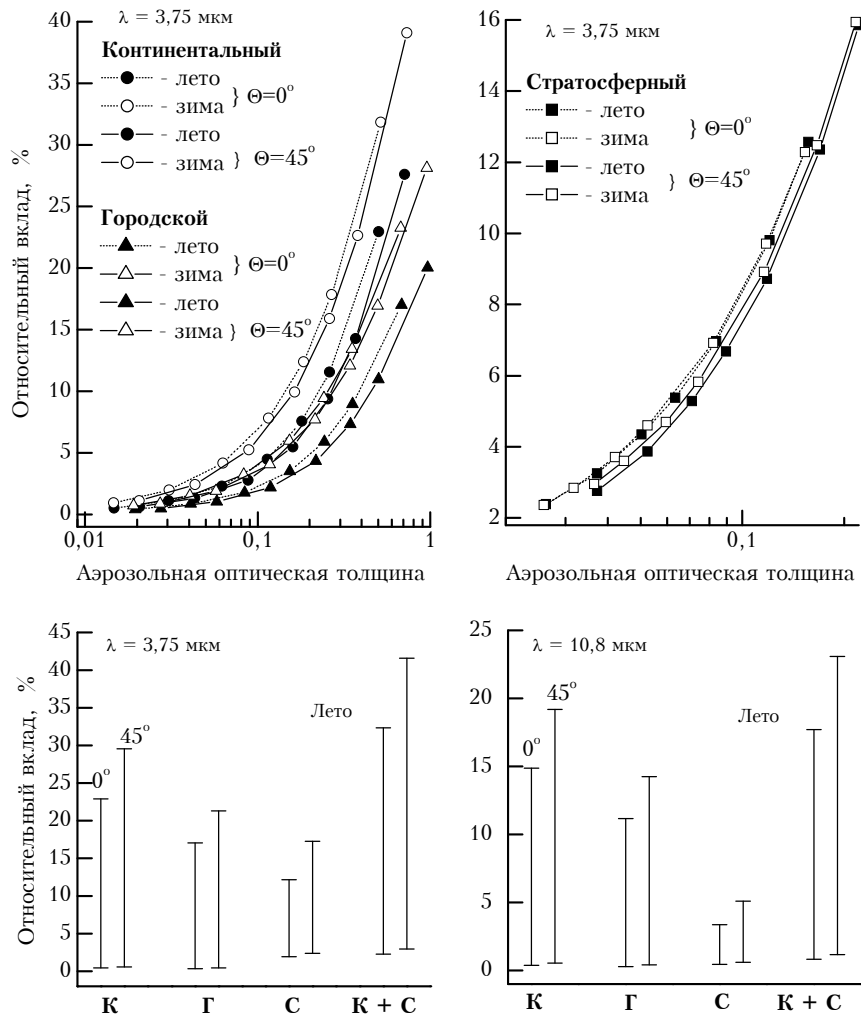 λ = 3,75 мкм
Континентальный
- лето
- зима
} Θ=0°
- лето
- зима
} Θ=45°
Городской
- лето
- зима
} Θ=0°
- лето
- зима } Θ=45°
40
35
30
25
20
15
10
5
0
Относительный вклад, %
0,01
0,1
1
Аэрозольная оптическая толщина
λ = 3,75 мкм
Стратосферный
- лето
- зима
} Θ=0°
- лето
- зима
} Θ=45°
16
14
12
10
8
6
4
2
0,1
Аэрозольная оптическая толщина
λ = 3,75 мкм
45
40
35
30
25
20
15
10
5
0
Относительный вклад, %
0°
45°
Лето
К
Г
С
К + С
λ = 10,8 мкм
25
20
15
10
5
0
0°
45°
Лето
К
Г
С
К + С